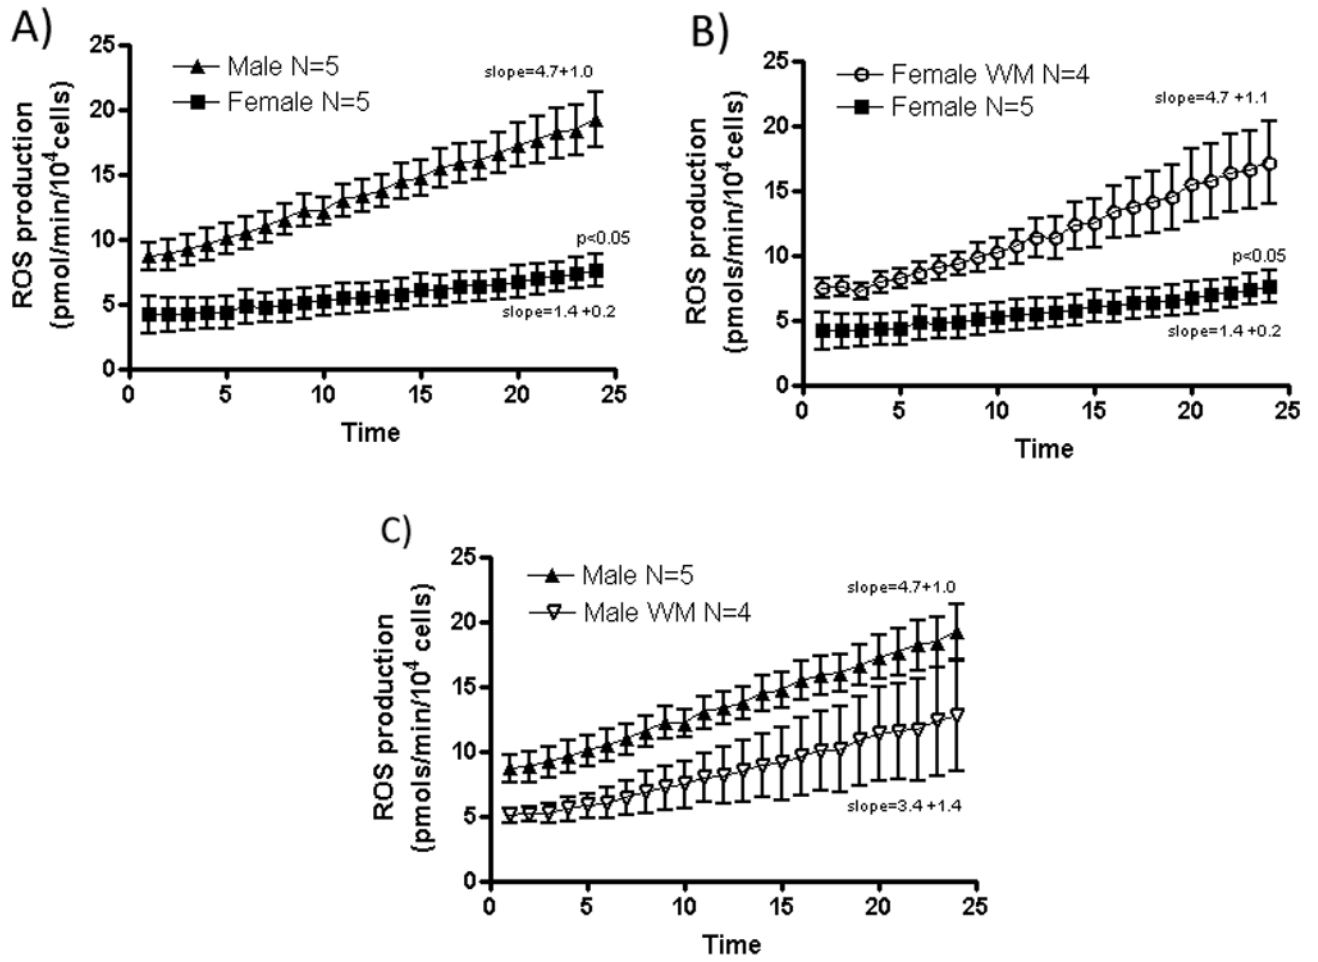 A)
ROS production
(pmol/min/10⁴cells)
25
20
15
10
5
0
Male N=5
Female N=5
slope=4.7+1.0
p<0.05
slope=1.4 +0.2
0 5 10 15 20 25
Time
B)
ROS production
(pmols/min/10⁴cells)
25
20
15
10
5
0
Female WM N=4
Female N=5
slope=4.7 +1.1
p<0.05
slope=1.4 +0.2
0 5 10 15 20 25
Time
C)
ROS production
(pmols/min/10⁴ cells)
25
20
15
10
5
0
Male N=5
Male WM N=4
slope=4.7+1.0
slope=3.4 +1.4
0 5 10 15 20 25
Time